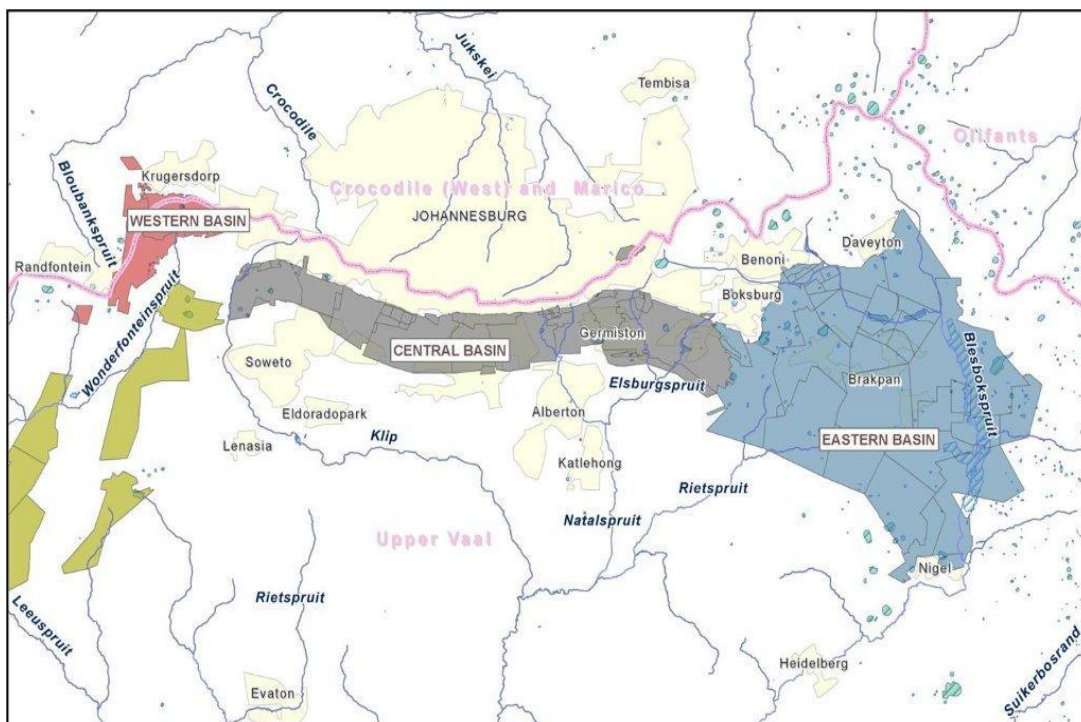 Jukskei
Tembisa
Crocodile
Olifants
Bloubankspruit
Krugersdorp
Crocodile (West) and Marico
WESTERN BASIN
JOHANNESBURG
Daveyton
Randfontein
Benoni
Wonderfonteinspruit
Boksburg
Germiston
CENTRAL BASIN
Soweto
Elsburgspruit
Brakpan
Blesbokspruit
Eldoradopark
Alberton
Klip
EASTERN BASIN
Lenasia
Katlehong
Rietspruit
Natalspruit
Upper Vaal
Nigel
Rietspruit
Leeuspruit
Heidelberg
Suikerbosrand
Evaton